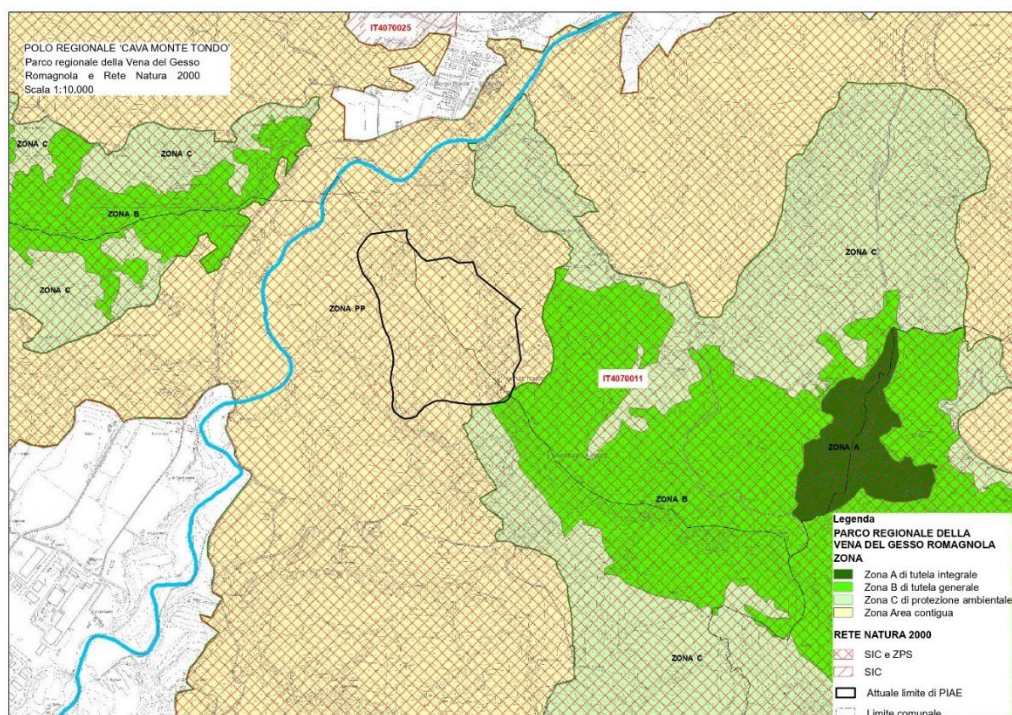 IT4070025
POLO REGIONALE 'CAVA MONTE TONDO'
Parco regionale della Vena del Gesso
Romagnola e Rete Natura 2000
Scala 1:10.000
ZONA C
ZONA C
ZONA B
ZONA C
ZONA C
ZONA PP
IT4070011
ZONA A
ZONA B
ZONA C
Legenda
PARCO REGIONALE DELLA
VENA DEL GESSO ROMAGNOLA
ZONA
Zona A di tutela integrale
Zona B di tutela generale
Zona C di protezione ambientale
Zona Area contigua
RETE NATURA 2000
SIC e ZPS
SIC
Attuale limite di PIAE
Limite comunale